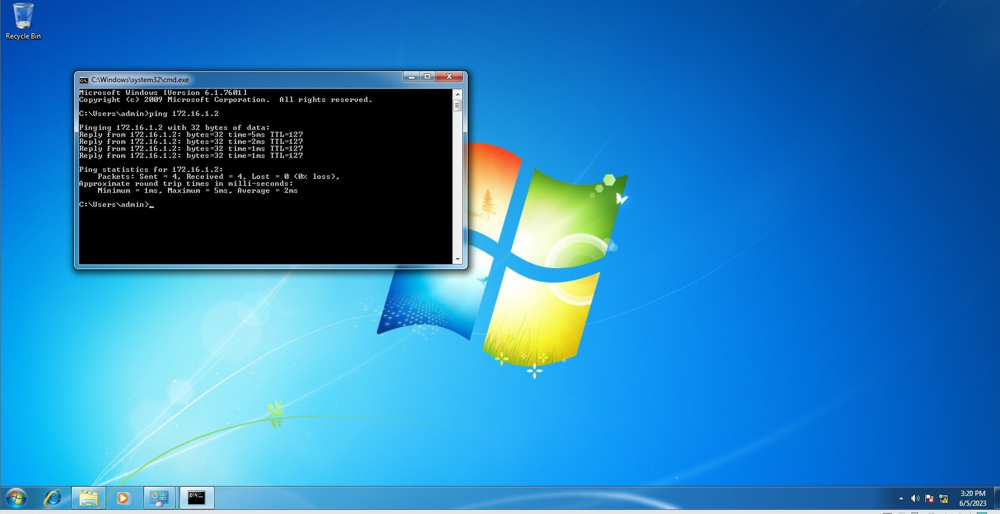 Recycle Bin
C:\Windows\system32\cmd.exe
Microsoft Windows [Version 6.1.7601]
Copyright (c) 2009 Microsoft Corporation.  All rights reserved.
C:\Users\admin>ping 172.16.1.2
Pinging 172.16.1.2 with 32 bytes of data:
Reply from 172.16.1.2: bytes=32 time=5ms TTL=127
Reply from 172.16.1.2: bytes=32 time=2ms TTL=127
Reply from 172.16.1.2: bytes=32 time=1ms TTL=127
Reply from 172.16.1.2: bytes=32 time=1ms TTL=127
Ping statistics for 172.16.1.2:
    Packets: Sent = 4, Received = 4, Lost = 0 (0% loss),
Approximate round trip times in milli-seconds:
    Minimum = 1ms, Maximum = 5ms, Average = 2ms
C:\Users\admin>_
3:20 PM
6/5/2023